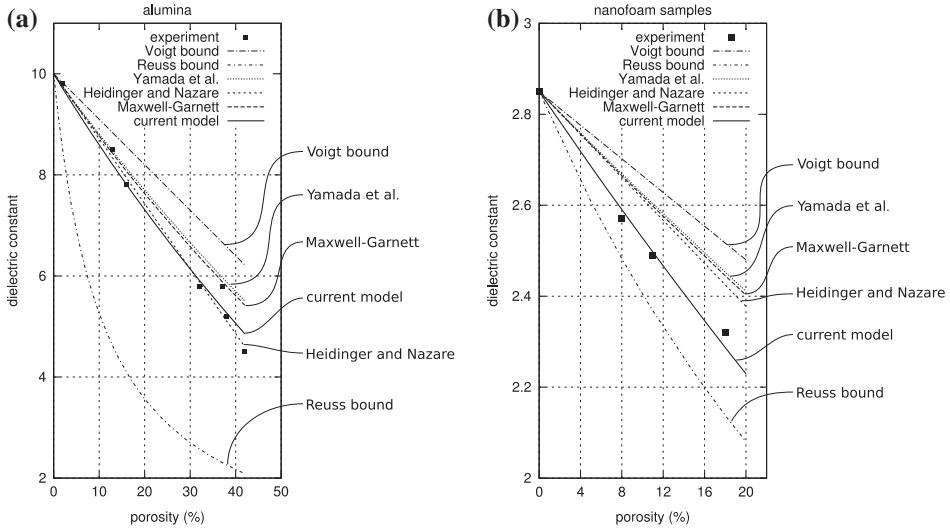 (a)
alumina
experiment
Voigt bound
Reuss bound
Yamada et al.
Heidinger and Nazare
Maxwell-Garnett
current model
10
8
6
4
2
dielectric constant
0
10
20
30
40
50
porosity (%)
Voigt bound
Yamada et al.
Maxwell-Garnett
current model
Heidinger and Nazare
Reuss bound
(b)
nanofoam samples
experiment
Voigt bound
Reuss bound
Yamada et al.
Heidinger and Nazare
Maxwell-Garnett
current model
3
2.8
2.6
2.4
2.2
2
dielectric constant
0
4
8
12
16
20
porosity (%)
Voigt bound
Yamada et al.
Maxwell-Garnett
Heidinger and Nazare
current model
Reuss bound